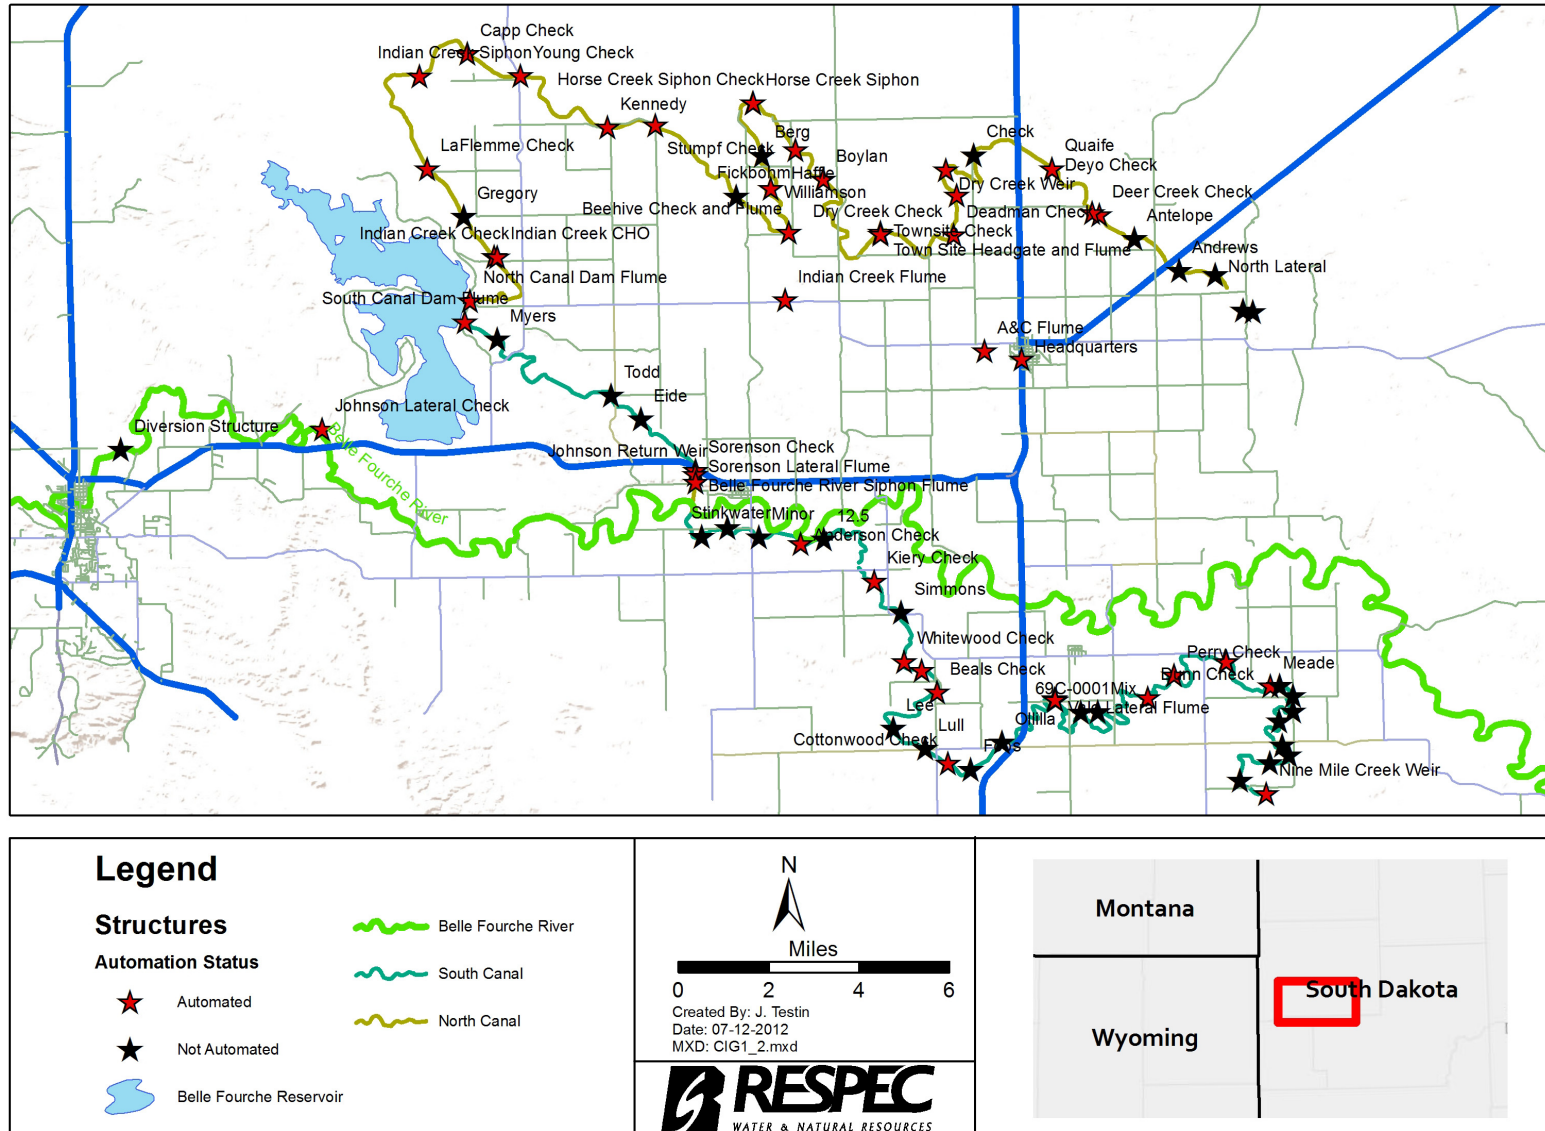 Capp Check
Indian Creek Siphon
Young Check
Horse Creek Siphon Check
Horse Creek Siphon
Kennedy
Berg
Check
Quaife
LaFlemme Check
Stumpf Check
Boylan
Deyo Check
Fickbohm
Haffie
Dry Creek Weir
Gregory
Williamson
Deer Creek Check
Beehive Check and Flume
Dry Creek Check
Deadman Check
Antelope
Indian Creek Check
Indian Creek CHO
Townsite Check
Town Site Headgate and Flume
Andrews
North Canal Dam Flume
Indian Creek Flume
North Lateral
South Canal Dam Flume
Myers
A&C Flume
Headquarters
Todd
Eide
Johnson Lateral Check
Diversion Structure
Belle Fourche River
Johnson Return Weir
Sorenson Check
Sorenson Lateral Flume
Belle Fourche River Siphon Flume
Stinkwater
Minor
12.5
Anderson Check
Kiery Check
Simmons
Whitewood Check
Perry Check
Beals Check
Meade
Dunn Check
69C-0001
Mix
Lee
Vale Lateral Flume
Lull
Ollilla
Cottonwood Check
Fros
Nine Mile Creek Weir
Legend
Structures
Automation Status
Automated
Not Automated
Belle Fourche Reservoir
Belle Fourche River
South Canal
North Canal
N
Miles
0 2 4 6
Created By: J. Testin
Date: 07-12-2012
MXD: CIG1_2.mxd
RESPEC
WATER & NATURAL RESOURCES
Montana
South Dakota
Wyoming